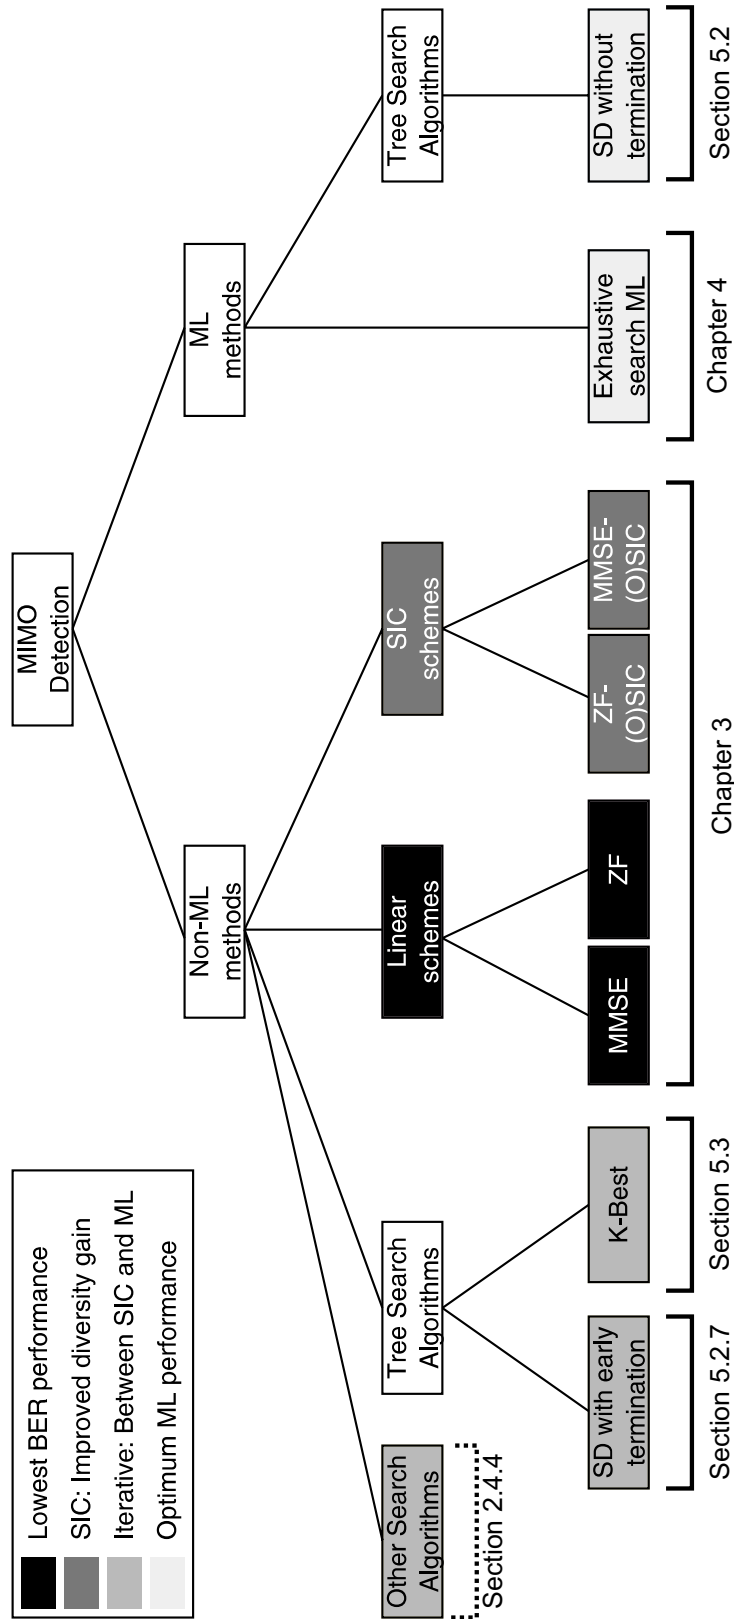 Lowest BER performance
SIC: Improved diversity gain
Iterative: Between SIC and ML
Optimum ML performance
MIMO
Detection
Non-ML
methods
ML
methods
Other Search
Algorithms
Tree Search
Algorithms
Linear
schemes
SIC
schemes
Tree Search
Algorithms
Section 2.4.4
SD with early
termination
K-Best
MMSE
ZF
ZF-
(O)SIC
MMSE-
(O)SIC
Exhaustive
search ML
SD without
termination
Section 5.2.7
Section 5.3
Chapter 3
Chapter 4
Section 5.2